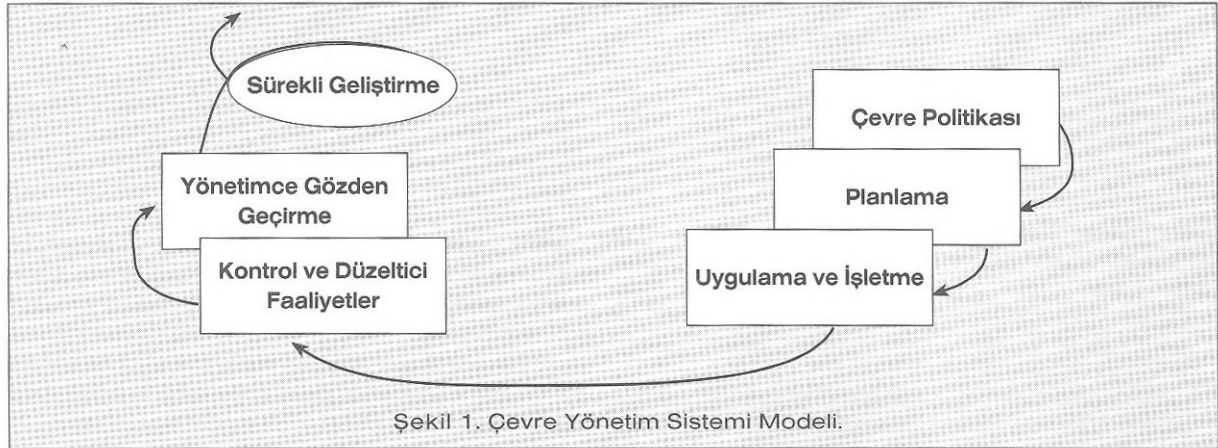 Sürekli Geliştirme
Çevre Politikası
Yönetimce Gözden
Geçirme
Planlama
Kontrol ve Düzeltici
Faaliyetler
Uygulama ve İşletme
Şekil 1. Çevre Yönetim Sistemi Modeli.